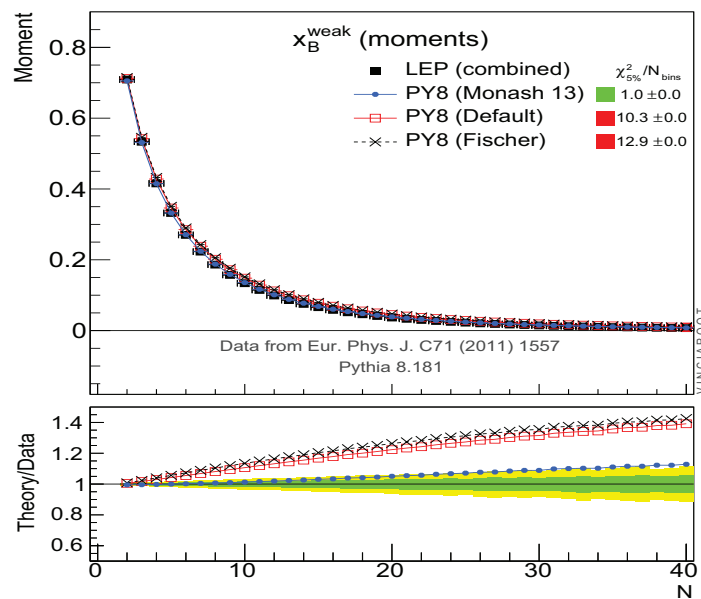 x_B^weak (moments)
Moment
0.8
0.6
0.4
0.2
0
LEP (combined)
PY8 (Monash 13)
PY8 (Default)
PY8 (Fischer)
χ²_5%/N_bins
1.0 ±0.0
10.3 ±0.0
12.9 ±0.0
Data from Eur. Phys. J. C71 (2011) 1557
Pythia 8.181
VINCIAROOT
Theory/Data
1.4
1.2
1
0.8
0.6
0 10 20 30 40
N